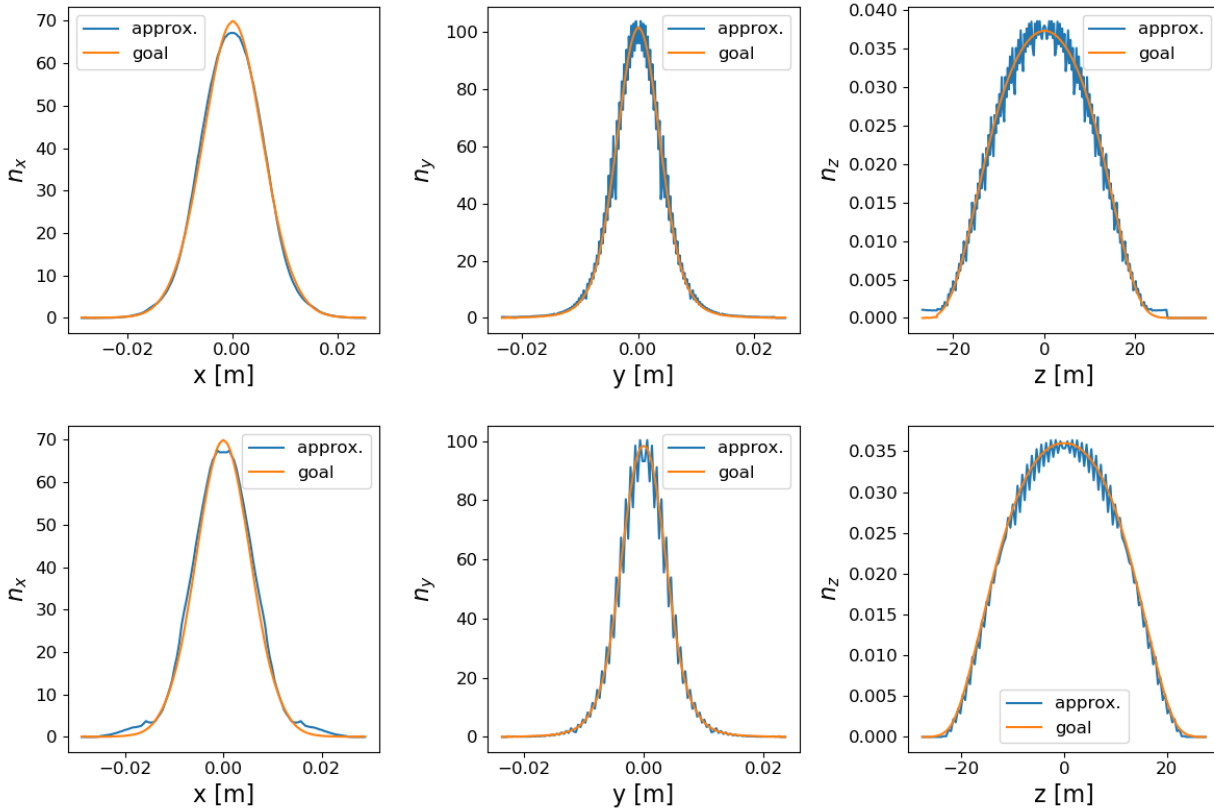 70
60
50
40
30
20
10
0
n_x
−0.02
0.00
0.02
x [m]
approx.
goal
100
80
60
40
20
0
n_y
−0.02
0.00
0.02
y [m]
approx.
goal
0.040
0.035
0.030
0.025
0.020
0.015
0.010
0.005
0.000
n_z
−20
0
20
z [m]
approx.
goal
70
60
50
40
30
20
10
0
n_x
−0.02
0.00
0.02
x [m]
approx.
goal
100
80
60
40
20
0
n_y
−0.02
0.00
0.02
y [m]
approx.
goal
0.035
0.030
0.025
0.020
0.015
0.010
0.005
0.000
n_z
−20
0
20
z [m]
approx.
goal